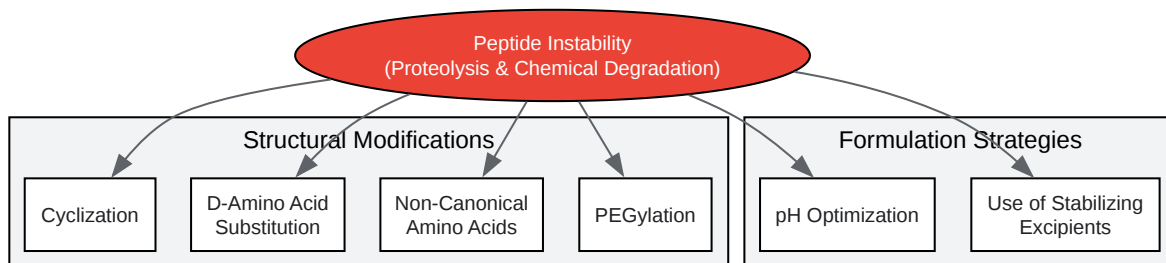 Peptide Instability
(Proteolysis & Chemical Degradation)
Structural Modifications
Formulation Strategies
Cyclization
D-Amino Acid
Substitution
Non-Canonical
Amino Acids
PEGylation
pH Optimization
Use of Stabilizing
Excipients